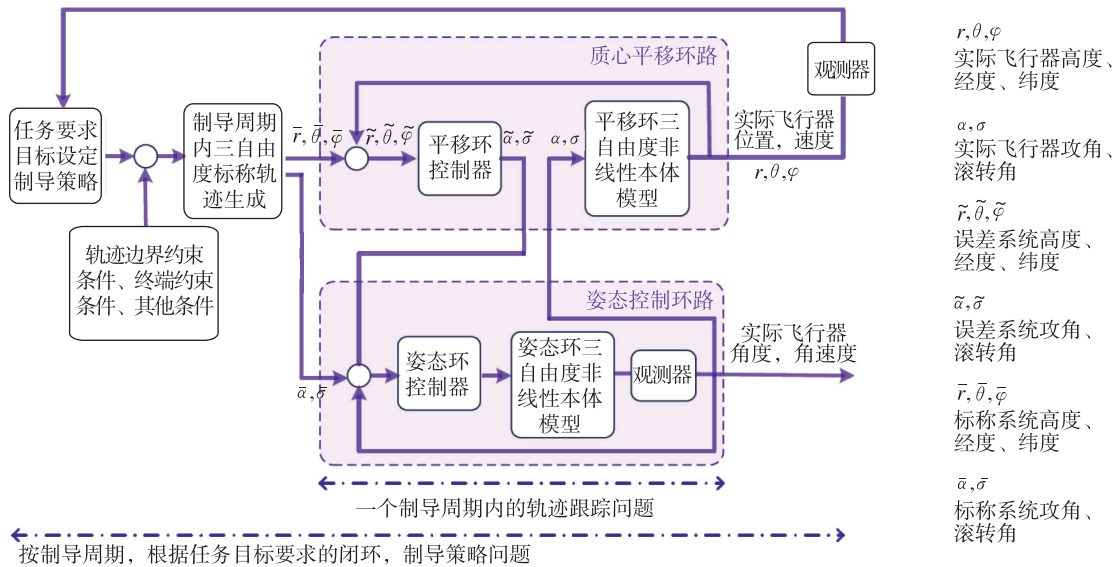 质心平移环路
观测器
任务要求
目标设定
制导策略
制导周期
内三自由
度标称轨
迹生成
r̄,θ̄,φ̄
r̃,θ̃,φ̃
平移环
控制器
α̃,σ̃
α,σ
平移环三
自由度非
线性本体
模型
实际飞行器
位置，速度
r,θ,φ
轨迹边界约束
条件、终端约束
条件、其他条件
姿态控制环路
ᾱ,σ̄
姿态环
控制器
姿态环三
自由度非
线性本体
模型
观测器
实际飞行器
角度，角速度
一个制导周期内的轨迹跟踪问题
按制导周期，根据任务目标要求的闭环，制导策略问题
r,θ,φ
实际飞行器高度、
经度、纬度
α,σ
实际飞行器攻角、
滚转角
r̃,θ̃,φ̃
误差系统高度、
经度、纬度
α̃,σ̃
误差系统攻角、
滚转角
r̄,θ̄,φ̄
标称系统高度、
经度、纬度
ᾱ,σ̄
标称系统攻角、
滚转角